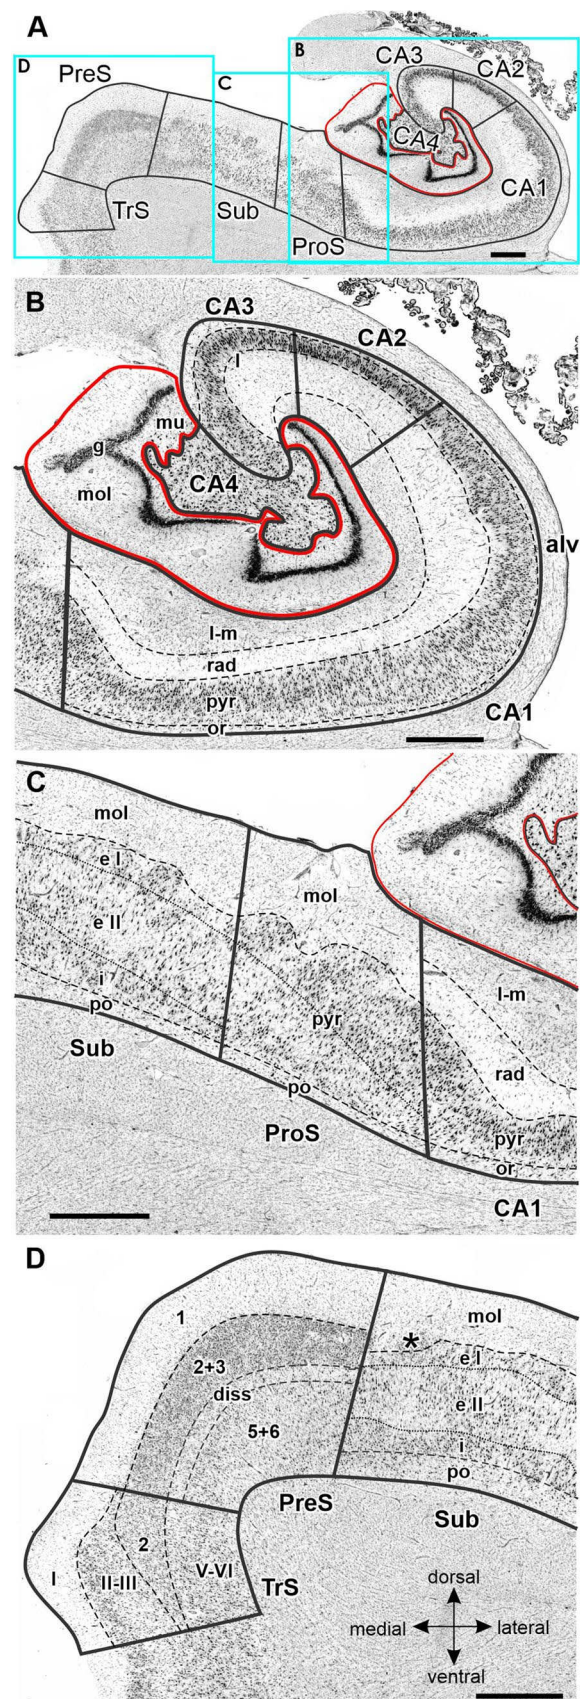 A
B
D
CA3
CA2
PreS
C
CA4
CA1
TrS
Sub
ProS
B
CA3
CA2
l
mu
g
CA4
mol
alv
l-m
rad
pyr
CA1
or
C
mol
e I
mol
e II
l-m
i
pyr
po
rad
Sub
po
ProS
pyr
or
CA1
D
mol
1
*
e I
2+3
diss
e II
5+6
i
po
PreS
Sub
2
V-VI
I
II-III
TrS
dorsal
medial
lateral
ventral